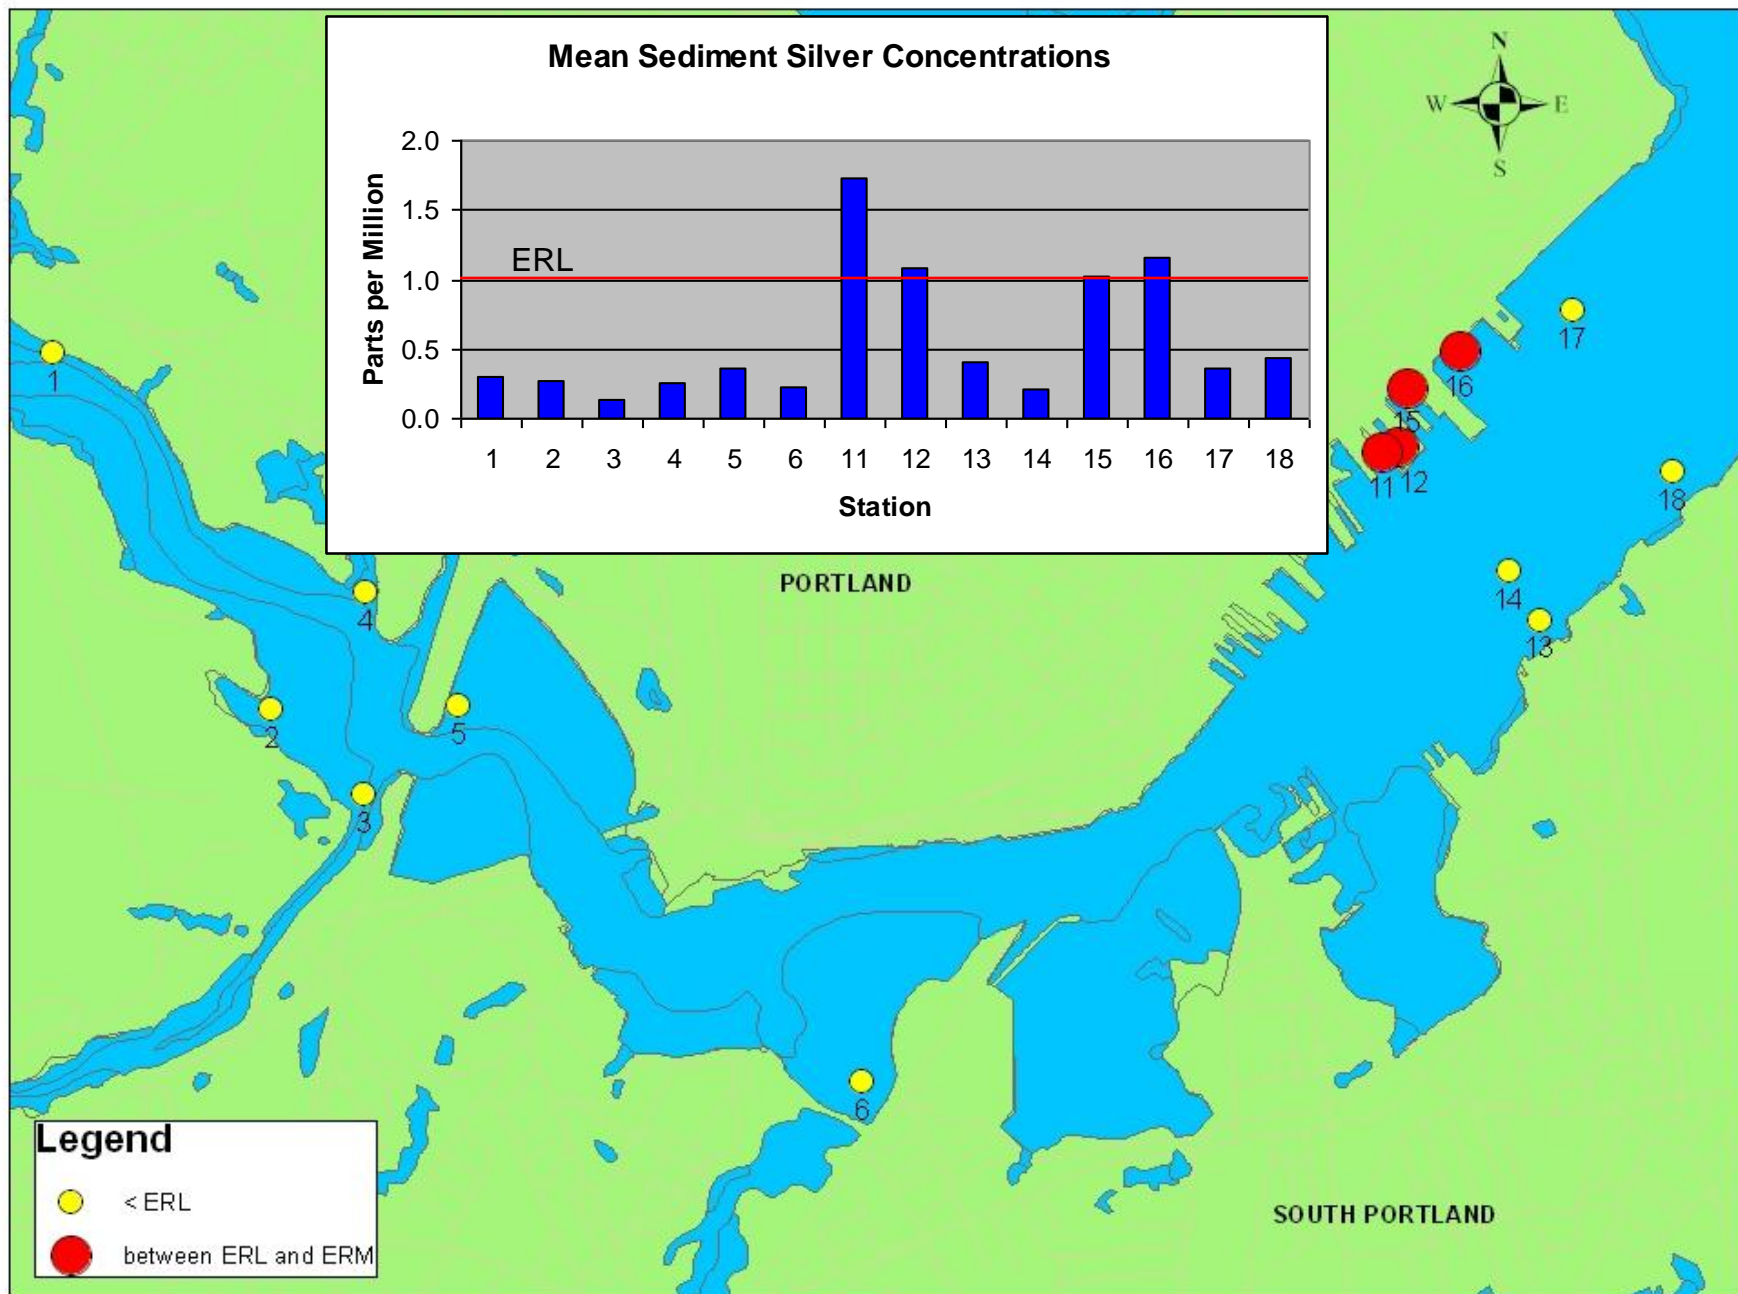 Mean Sediment Silver Concentrations
Parts per Million
2.0
1.5
1.0
0.5
0.0
ERL
1 2 3 4 5 6 11 12 13 14 15 16 17 18
Station
N
W E
S
1
17
16
15
11 12
18
PORTLAND
14
4
13
2
5
3
6
Legend
< ERL
between ERL and ERM
SOUTH PORTLAND